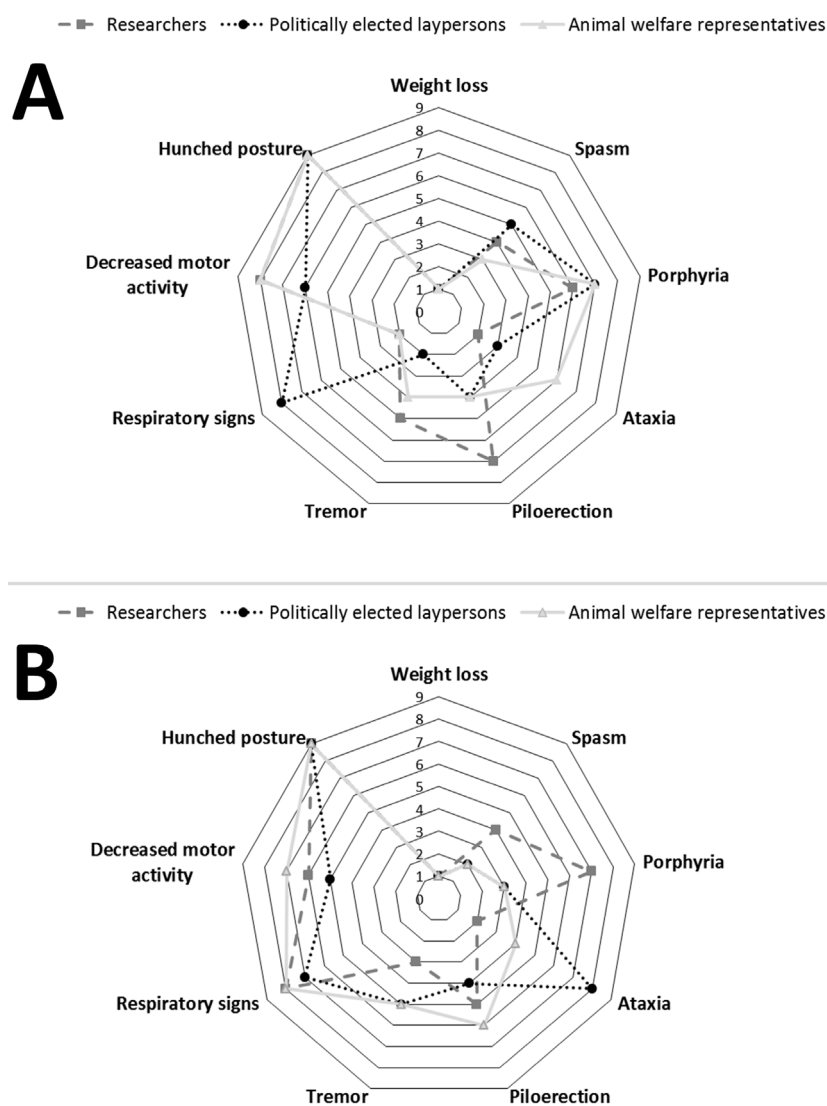 Researchers Politically elected laypersons Animal welfare representatives
A
Weight loss
9
8
7
6
5
4
3
2
1
0
Hunched posture
Spasm
Decreased motor
activity
Porphyria
Respiratory signs
Ataxia
Tremor
Piloerection
Researchers Politically elected laypersons Animal welfare representatives
B
Weight loss
9
8
7
6
5
4
3
2
1
0
Hunched posture
Spasm
Decreased motor
activity
Porphyria
Respiratory signs
Ataxia
Tremor
Piloerection